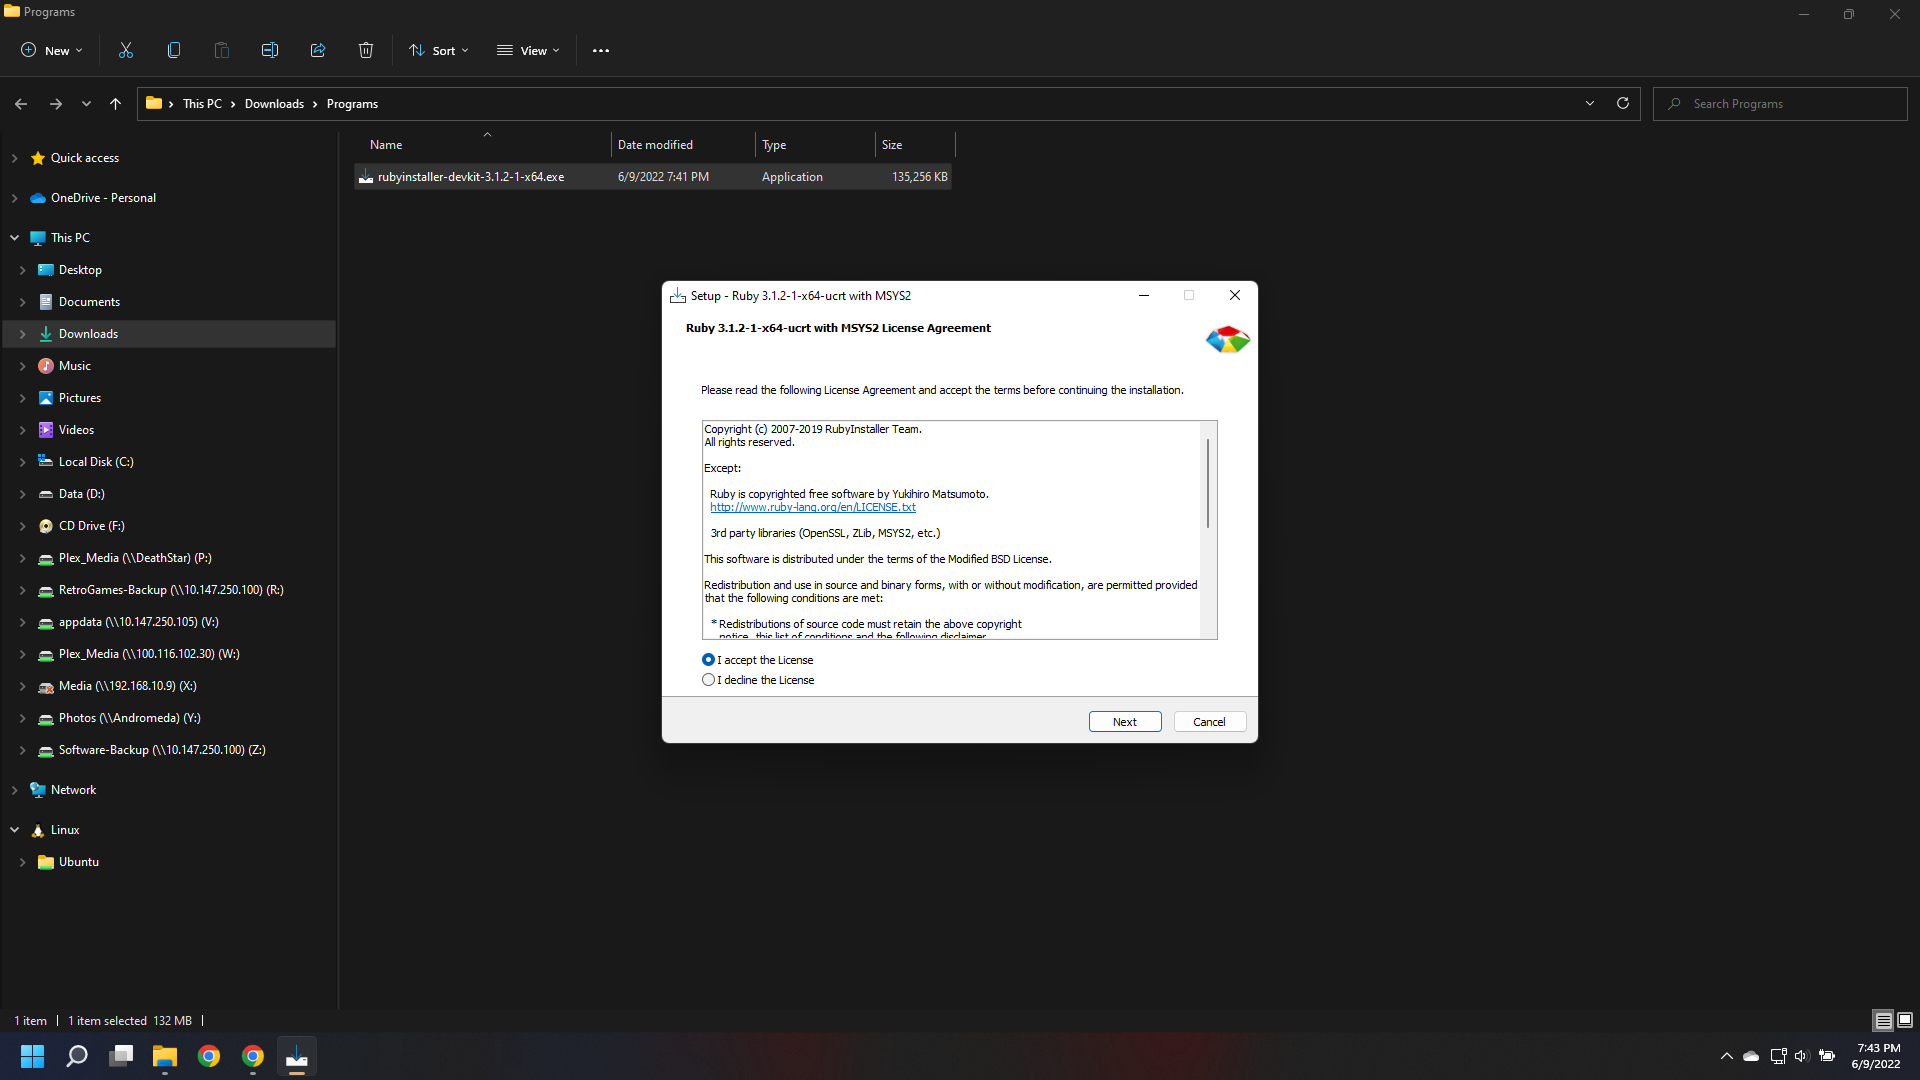 Programs
New
Sort
View
This PC
Downloads
Programs
Search Programs
Name
Date modified
Type
Size
rubyinstaller-devkit-3.1.2-1-x64.exe
6/9/2022 7:41 PM
Application
135,256 KB
Quick access
OneDrive - Personal
This PC
Desktop
Documents
Downloads
Music
Pictures
Videos
Local Disk (C:)
Data (D:)
CD Drive (F:)
Plex_Media (\\DeathStar) (P:)
RetroGames-Backup (\\10.147.250.100) (R:)
appdata (\\10.147.250.105) (V:)
Plex_Media (\\100.116.102.30) (W:)
Media (\\192.168.10.9) (X:)
Photos (\\Andromeda) (Y:)
Software-Backup (\\10.147.250.100) (Z:)
Network
Linux
Ubuntu
Setup - Ruby 3.1.2-1-x64-ucrt with MSYS2
Ruby 3.1.2-1-x64-ucrt with MSYS2 License Agreement
Please read the following License Agreement and accept the terms before continuing the installation.
Copyright (c) 2007-2019 RubyInstaller Team.
All rights reserved.
Except:
Ruby is copyrighted free software by Yukihiro Matsumoto.
http://www.ruby-lang.org/en/LICENSE.txt
3rd party libraries (OpenSSL, ZLib, MSYS2, etc.)
This software is distributed under the terms of the Modified BSD License.
Redistribution and use in source and binary forms, with or without modification, are permitted provided
that the following conditions are met:
* Redistributions of source code must retain the above copyright
notice, this list of conditions and the following disclaimer.
I accept the License
I decline the License
Next
Cancel
1 item
1 item selected 132 MB
7:43 PM
6/9/2022